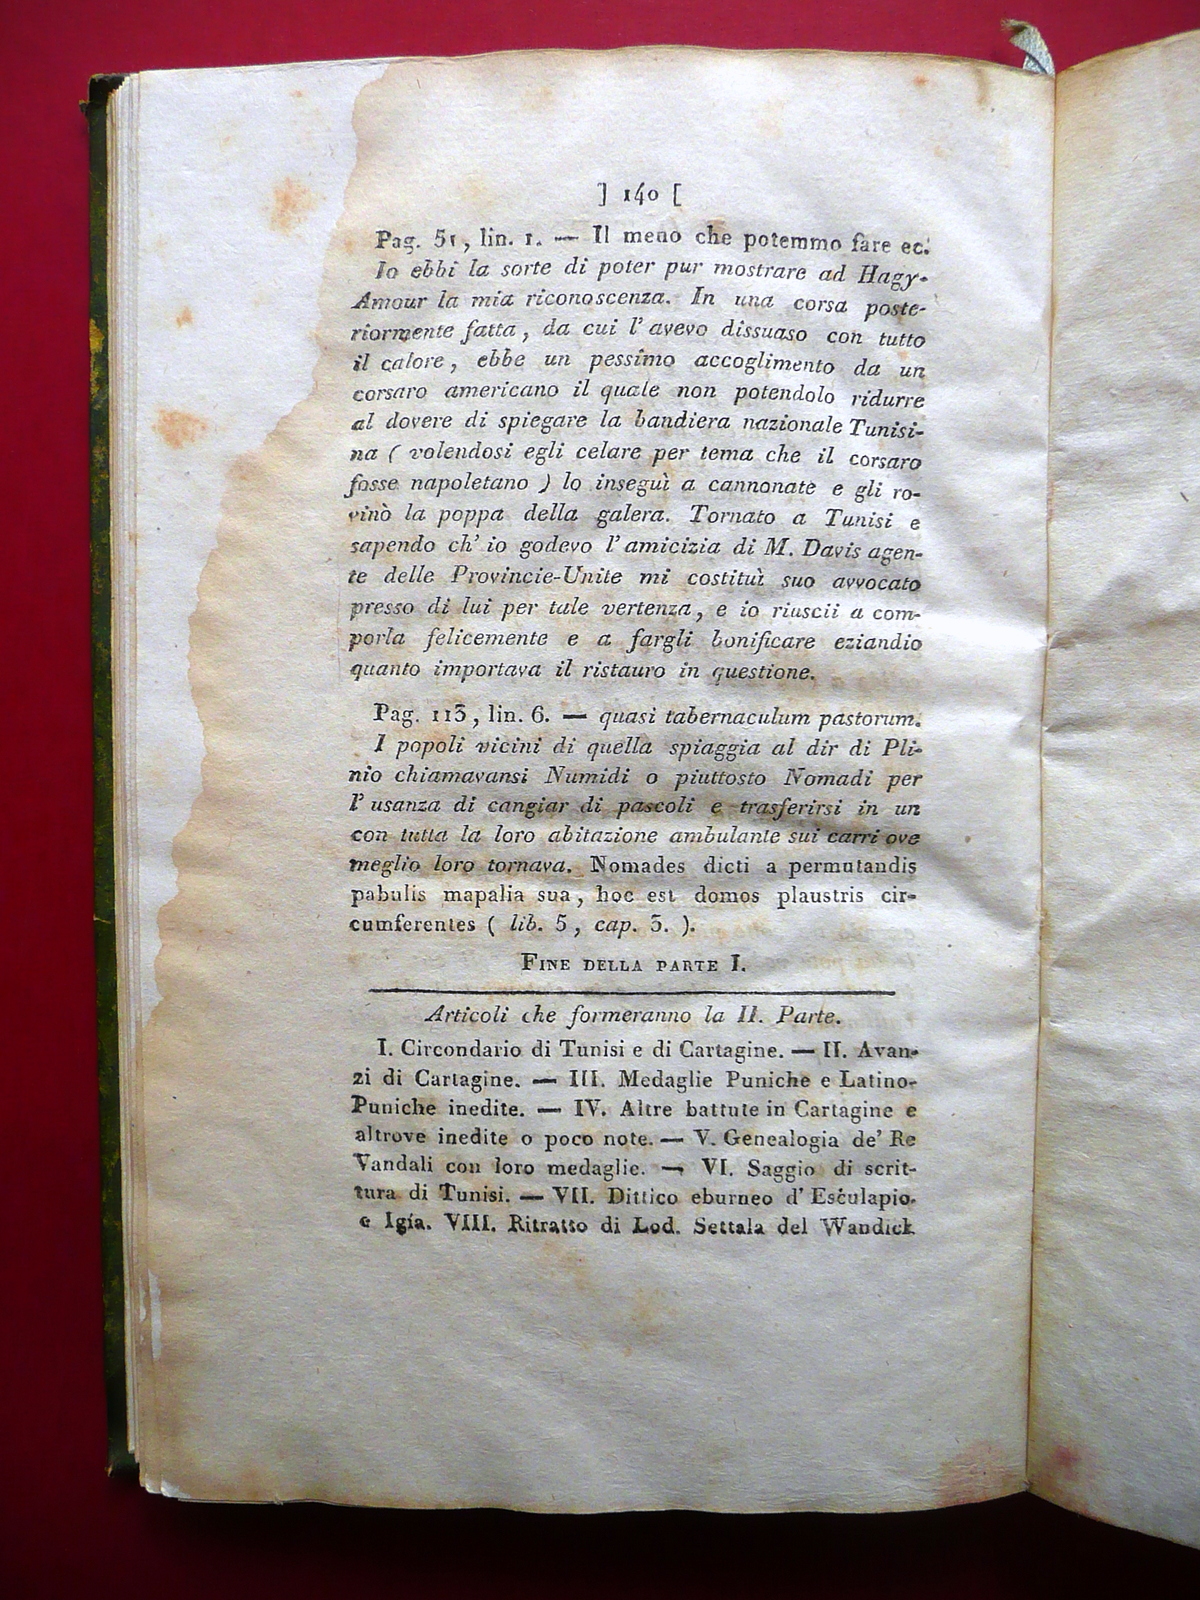 ] 140 [
Pag. 51, lin. 1. — Il meno che potemmo fare ec.
Io ebbi la sorte di poter pur mostrare ad Hagy-
Amour la mia riconoscenza. In una corsa poste-
riormente fatta, da cui l'avevo dissuaso con tutto
il calore, ebbe un pessimo accoglimento da un
corsaro americano il quale non potendolo ridurre
al dovere di spiegare la bandiera nazionale Tunisi-
na ( volendosi egli celare per tema che il corsaro
fosse napoletano ) lo inseguì a cannonate e gli ro-
vinò la poppa della galera. Tornato a Tunisi e
sapendo ch' io godevo l'amicizia di M. Davis agen-
te delle Provincie-Unite mi costituì suo avvocato
presso di lui per tale vertenza, e io riuscii a com-
porla felicemente e a fargli bonificare eziandio
quanto importava il ristauro in questione.
Pag. 113, lin. 6. — quasi tabernaculum pastorum.
I popoli vicini di quella spiaggia al dir di Pli-
nio chiamavansi Numidi o piuttosto Nomadi per
l'usanza di cangiar di pascoli e trasferirsi in un
con tutta la loro abitazione ambulante sui carri ove
meglio loro tornava. Nomades dicti a permutandis
pabulis mapalia sua, hoc est domos plaustris cir-
cumferentes ( lib. 5, cap. 3. ).
FINE DELLA PARTE I.
Articoli che formeranno la II. Parte.
I. Circondario di Tunisi e di Cartagine. — II. Avan-
zi di Cartagine. — III. Medaglie Puniche e Latino-
Puniche inedite. — IV. Altre battute in Cartagine e
altrove inedite o poco note. — V. Genealogia de' Re
Vandali con loro medaglie. — VI. Saggio di scrit-
tura di Tunisi. — VII. Dittico eburneo d'Esculapio
e Igía. VIII. Ritratto di Lod. Settala del Wandick